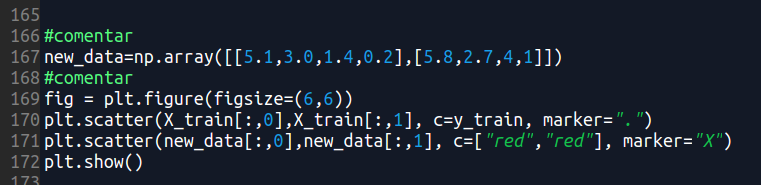 165
166 #comentar
167 new_data=np.array([[5.1,3.0,1.4,0.2],[5.8,2.7,4,1]])
168 #comentar
169 fig = plt.figure(figsize=(6,6))
170 plt.scatter(X_train[:,0],X_train[:,1], c=y_train, marker=".")
171 plt.scatter(new_data[:,0],new_data[:,1], c=["red","red"], marker="X")
172 plt.show()
173